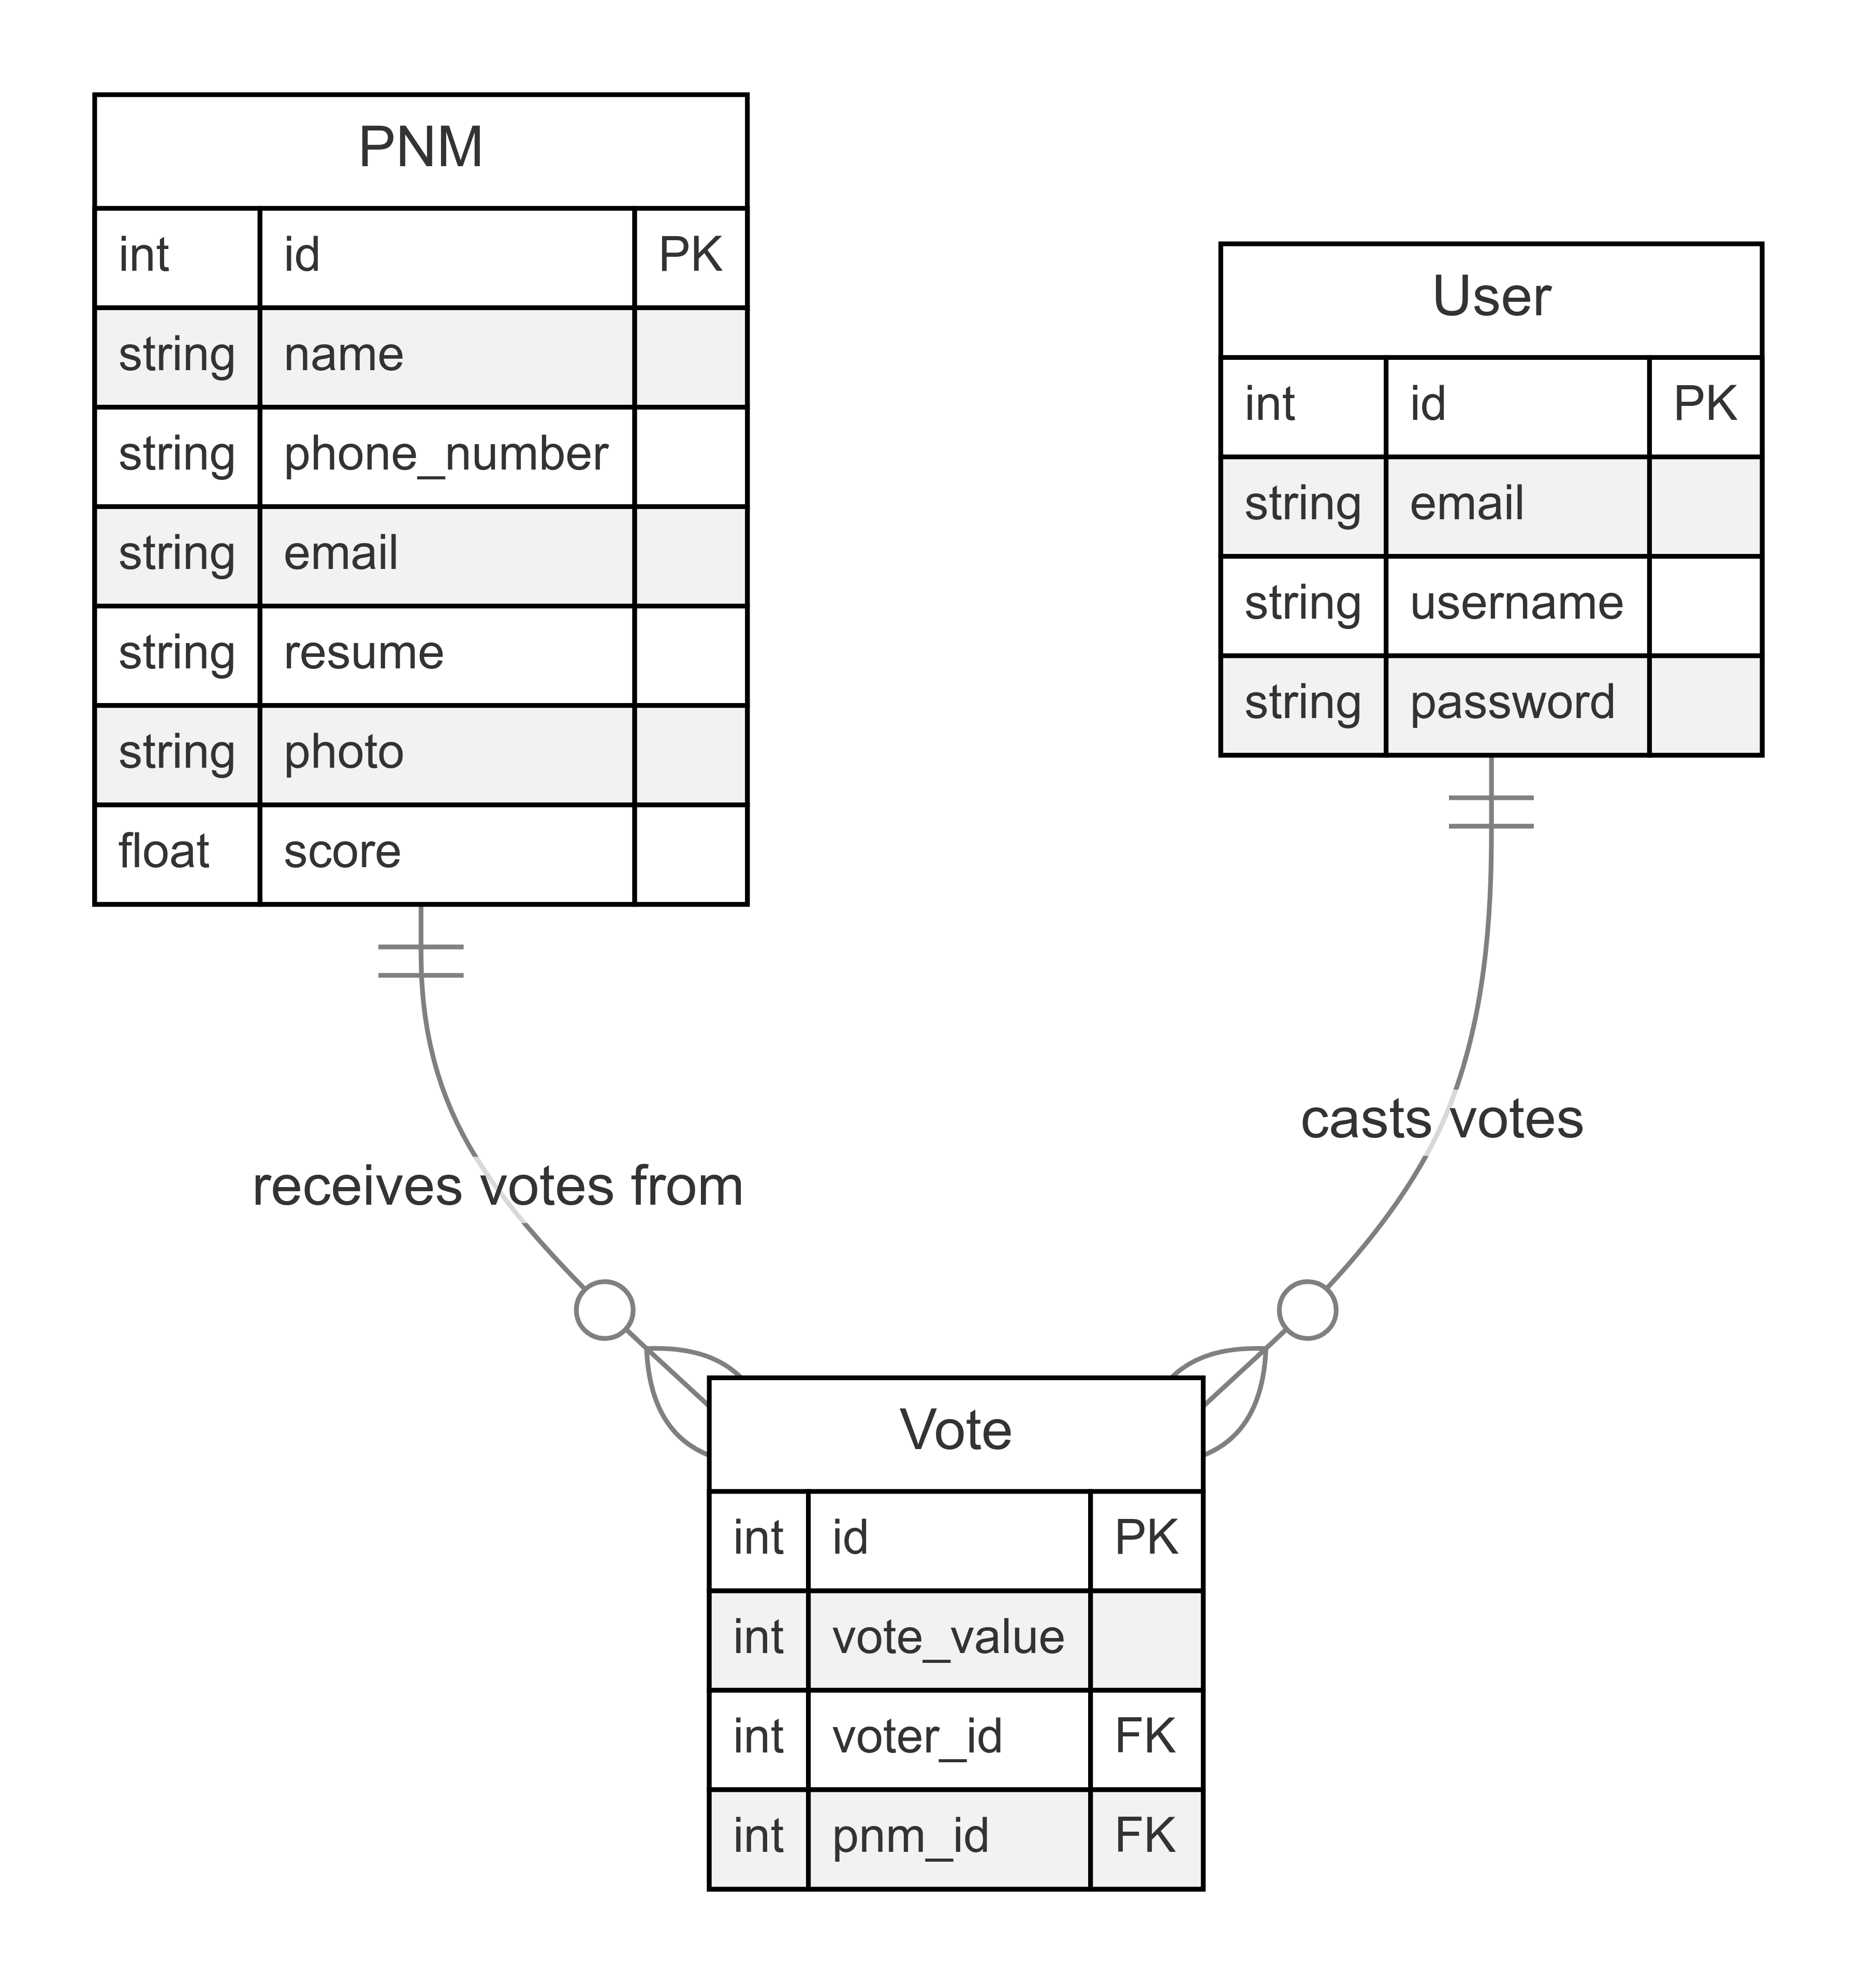 PNM
int id PK
string name
string phone_number
string email
string resume
string photo
float score
User
int id PK
string email
string username
string password
casts votes
receives votes from
Vote
int id PK
int vote_value
int voter_id FK
int pnm_id FK